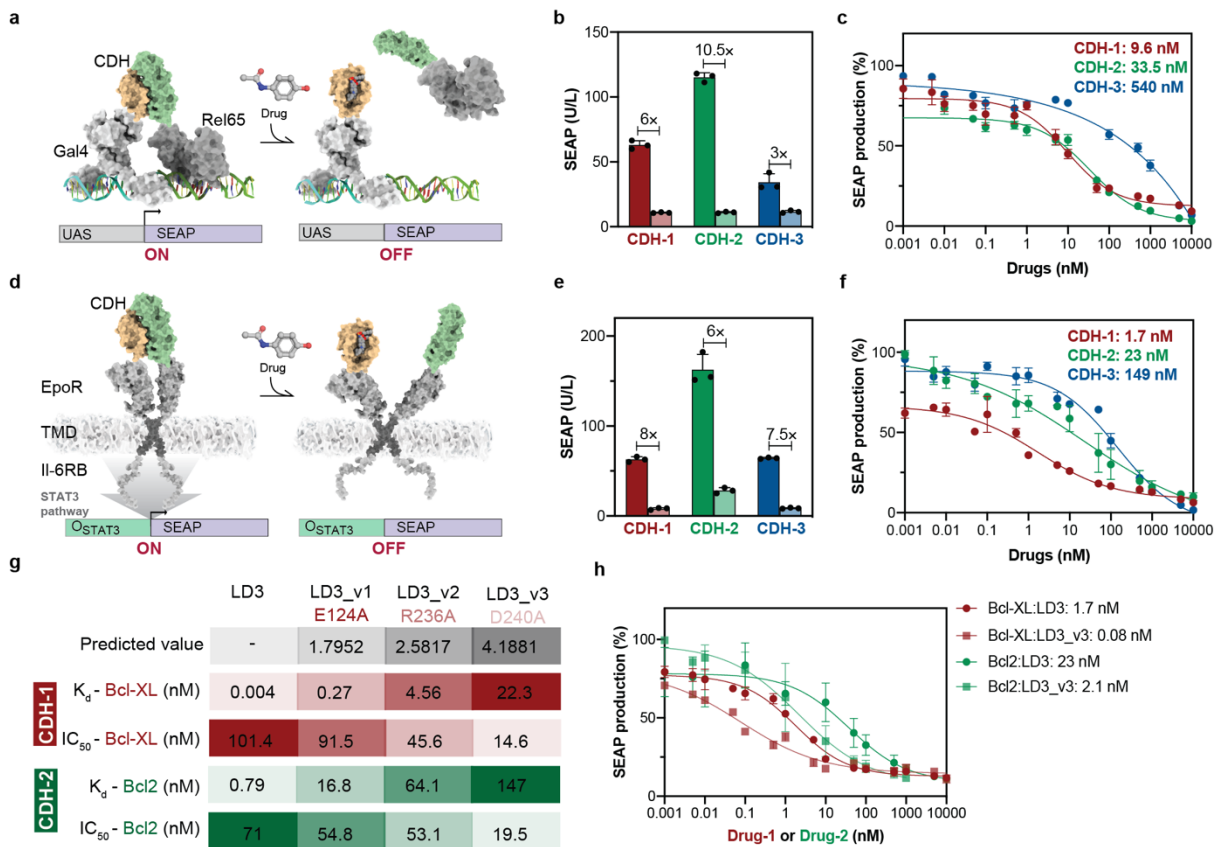 a
CDH
Gal4
Rel65
Drug
UAS
SEAP
UAS
SEAP
ON
OFF
b
SEAP (U/L)
150
100
50
0
6×
10.5×
3×
CDH-1
CDH-2
CDH-3
c
SEAP production (%)
100
75
50
25
0
CDH-1: 9.6 nM
CDH-2: 33.5 nM
CDH-3: 540 nM
0.001
0.01
0.1
1
10
100
1000
10000
Drugs (nM)
d
CDH
EpoR
TMD
Il-6RB
STAT3
pathway
Drug
OSTAT3
SEAP
OSTAT3
SEAP
ON
OFF
e
SEAP (U/L)
200
100
0
8×
6×
7.5×
CDH-1
CDH-2
CDH-3
f
SEAP production (%)
100
50
0
CDH-1: 1.7 nM
CDH-2: 23 nM
CDH-3: 149 nM
0.001
0.01
0.1
1
10
100
1000
10000
Drugs (nM)
g
LD3 LD3_v1 LD3_v2 LD3_v3
E124A R236A D240A
Predicted value - 1.7952 2.5817 4.1881
CDH-1
Kd - Bcl-XL (nM) 0.004 0.27 4.56 22.3
IC50 - Bcl-XL (nM) 101.4 91.5 45.6 14.6
CDH-2
Kd - Bcl2 (nM) 0.79 16.8 64.1 147
IC50 - Bcl2 (nM) 71 54.8 53.1 19.5
h
SEAP production (%)
100
75
50
25
0
Bcl-XL:LD3: 1.7 nM
Bcl-XL:LD3_v3: 0.08 nM
Bcl2:LD3: 23 nM
Bcl2:LD3_v3: 2.1 nM
0.001
0.01
0.1
1
10
100
1000
10000
Drug-1 or Drug-2 (nM)